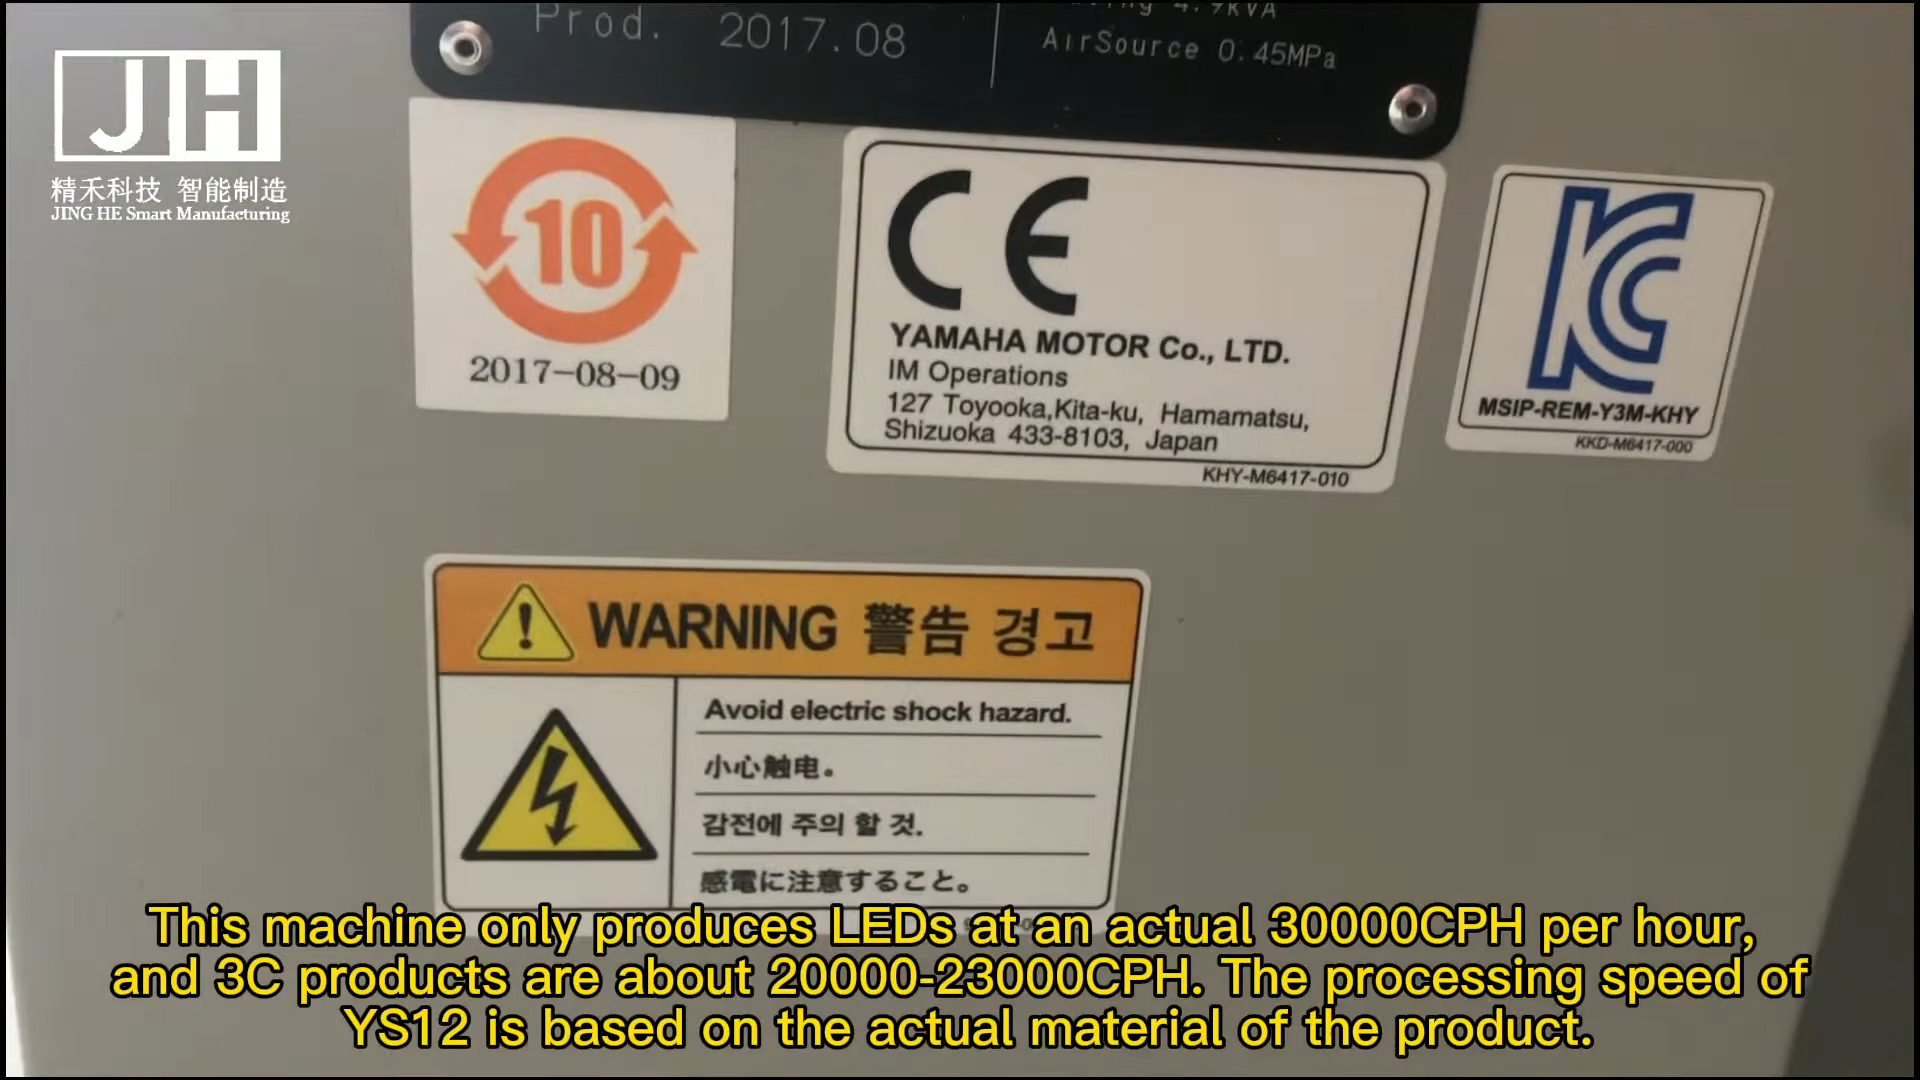 Prod. 2017.08
4.9kVA
AirSource 0.45MPa
JH
精禾科技 智能制造
JING HE Smart Manufacturing
10
2017-08-09
CE
YAMAHA MOTOR Co., LTD.
IM Operations
127 Toyooka,Kita-ku, Hamamatsu,
Shizuoka 433-8103, Japan
KHY-M6417-010
KC
MSIP-REM-Y3M-KHY
KKD-M6417-000
WARNING 警告 경고
Avoid electric shock hazard.
小心触电。
감전에 주의 할 것.
感電に注意すること。
This machine only produces LEDs at an actual 30000CPH per hour,
and 3C products are about 20000-23000CPH. The processing speed of
YS12 is based on the actual material of the product.